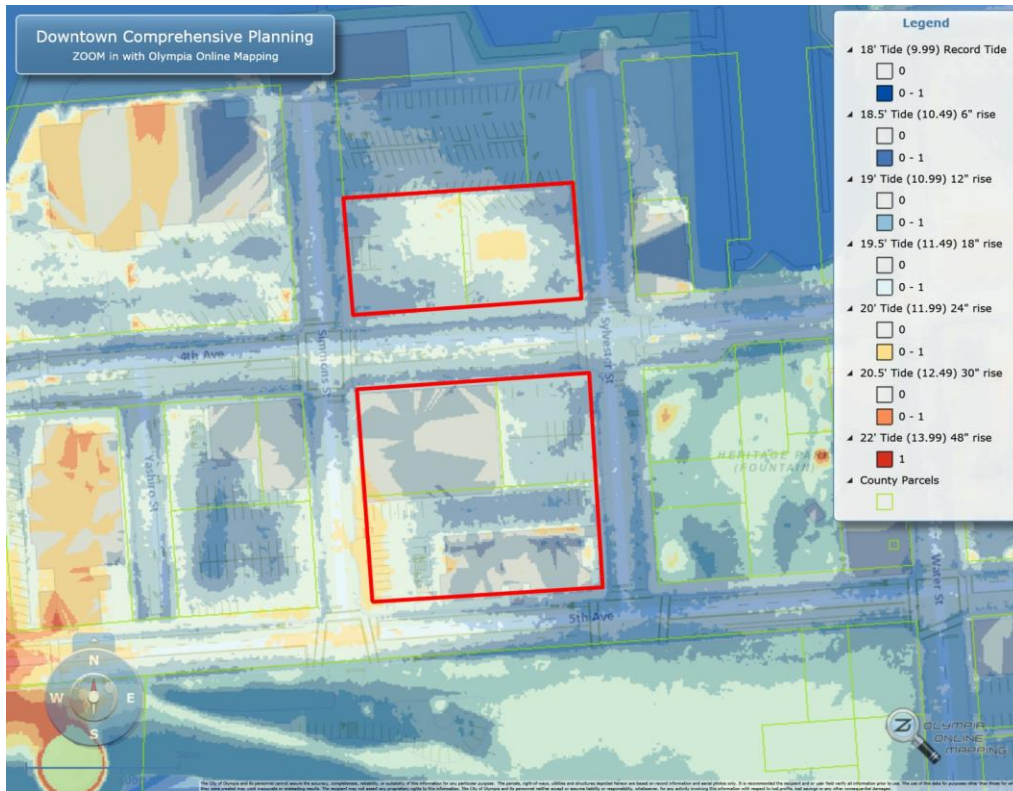 Downtown Comprehensive Planning
ZOOM in with Olympia Online Mapping
Legend
18' Tide (9.99) Record Tide
0
0 - 1
18.5' Tide (10.49) 6" rise
0
0 - 1
19' Tide (10.99) 12" rise
0
0 - 1
19.5' Tide (11.49) 18" rise
0
0 - 1
20' Tide (11.99) 24" rise
0
0 - 1
20.5' Tide (12.49) 30" rise
0
0 - 1
22' Tide (13.99) 48" rise
1
County Parcels
4th Ave
Simmons St
Sylvester St
Yashiro St
HERITAGE PARK
(FOUNTAIN)
Water St
5th Ave
N
W E
S
OLYMPIA
ONLINE
MAPPING